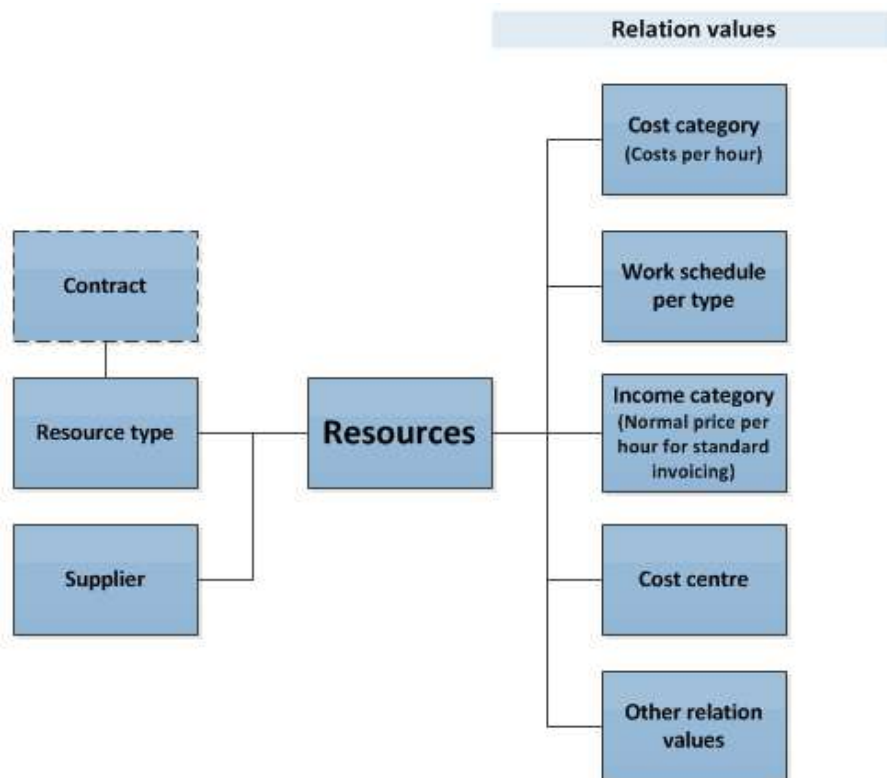 Relation values
Cost category
(Costs per hour)
Contract
Work schedule
per type
Resource type
Resources
Income category
(Normal price per
hour for standard
invoicing)
Supplier
Cost centre
Other relation
values